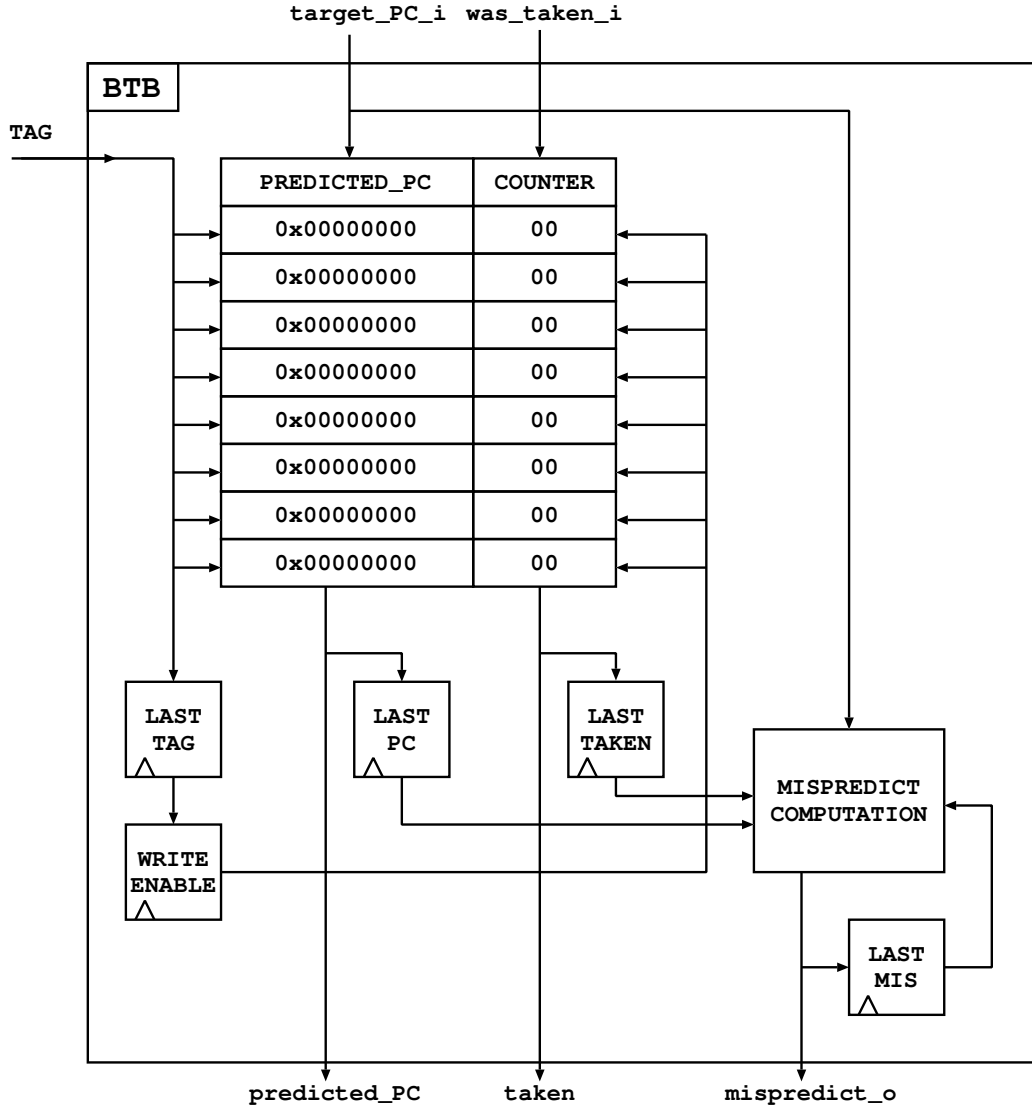 target_PC_i was_taken_i
BTB
TAG
PREDICTED_PC COUNTER
0x00000000 00
0x00000000 00
0x00000000 00
0x00000000 00
0x00000000 00
0x00000000 00
0x00000000 00
0x00000000 00
LAST
TAG
LAST
PC
LAST
TAKEN
MISPREDICT
COMPUTATION
WRITE
ENABLE
LAST
MIS
predicted_PC taken mispredict_o